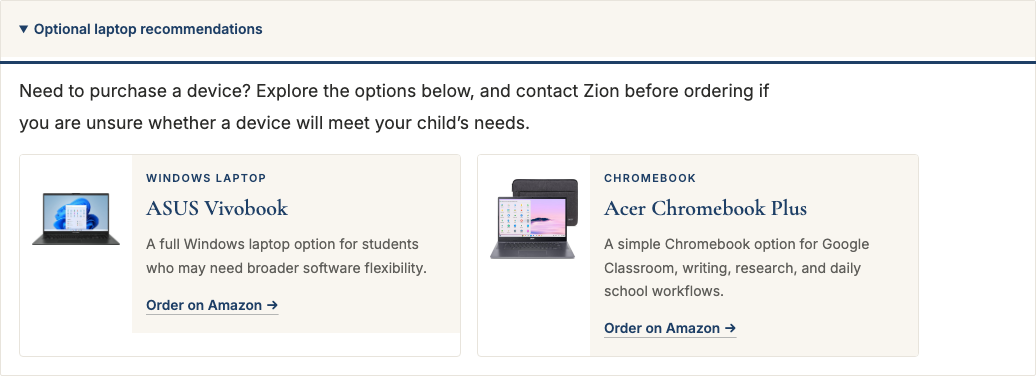 ▼ Optional laptop recommendations
Need to purchase a device? Explore the options below, and contact Zion before ordering if
you are unsure whether a device will meet your child’s needs.
WINDOWS LAPTOP
ASUS Vivobook
A full Windows laptop option for students
who may need broader software flexibility.
Order on Amazon →
CHROMEBOOK
Acer Chromebook Plus
A simple Chromebook option for Google
Classroom, writing, research, and daily
school workflows.
Order on Amazon →